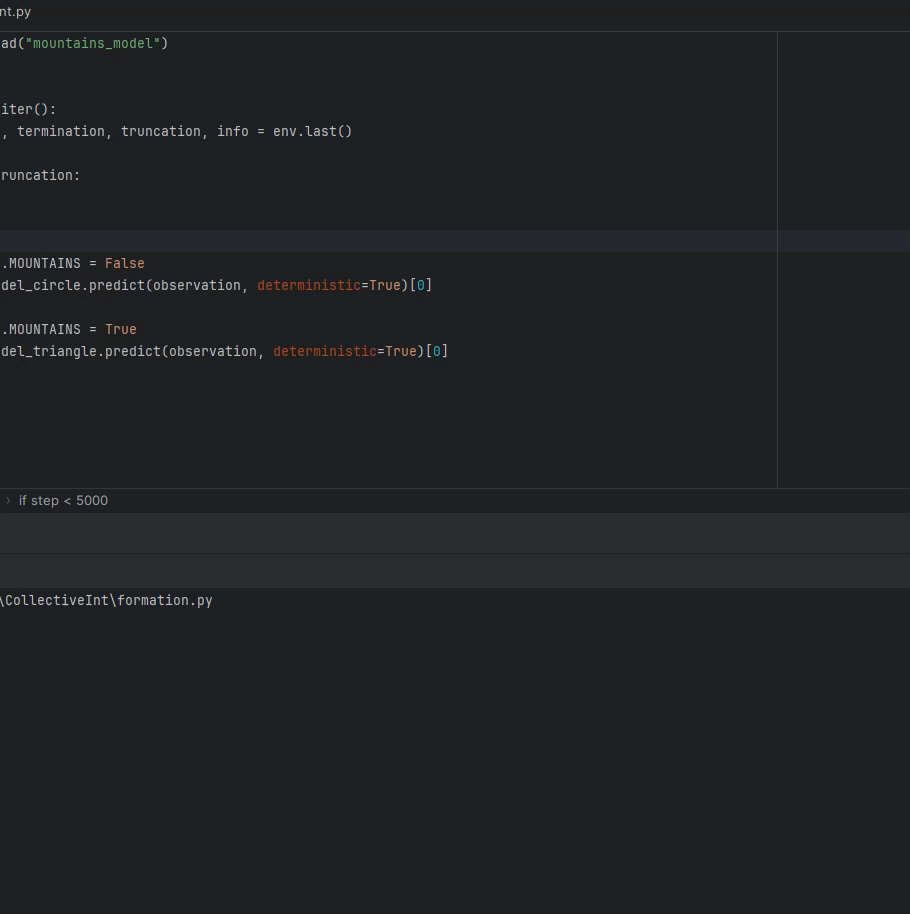 nt.py
ad("mountains_model")
iter():
, termination, truncation, info = env.last()
runcation:
.MOUNTAINS = False
del_circle.predict(observation, deterministic=True)[0]
.MOUNTAINS = True
del_triangle.predict(observation, deterministic=True)[0]
› if step < 5000
\CollectiveInt\formation.py